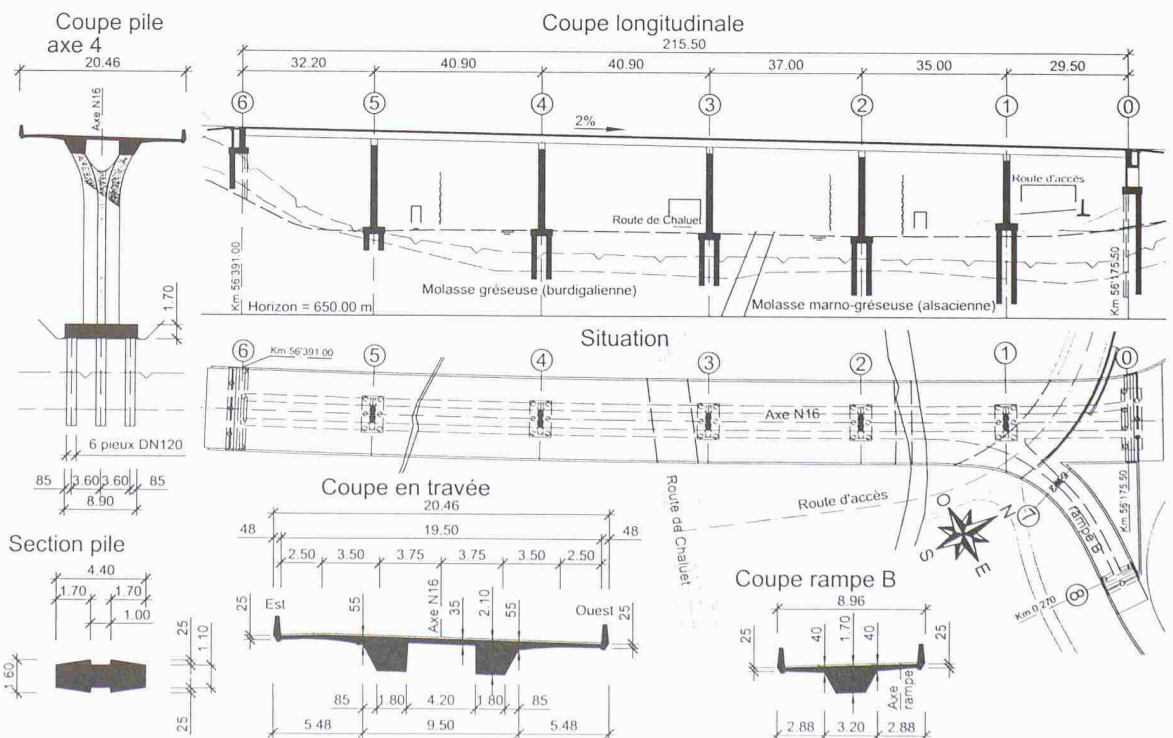 Coupe pile
axe 4
20.46
Axe N16
1.70
6 pieux DN120
85 3.60 3.60 85
8.90
Section pile
4.40
1.70 1.70
1.00
1.60
25
1.10
25
Coupe longitudinale
215.50
32.20 40.90 40.90 37.00 35.00 29.50
6 5 4 3 2 1 0
2%
Route d'accès
Route de Chaluet
Km 56'391.00
Km 56'175.50
Molasse gréseuse (burdigalienne)
Molasse marno-gréseuse (alsacienne)
Horizon = 650.00 m
Situation
6 5 4 3 2 1 0
Km 56'391.00
Axe N16
Route d'accès
Route de Chaluet
Km 56'175.50
rampe B
7
8
Km 0.270
N
O
S
E
Coupe en travée
20.46
48 19.50 48
2.50 3.50 3.75 3.75 3.50 2.50
Est
Ouest
25
55
Axe N16
35
2.10
55
25
85 1.80 4.20 1.80 85
5.48 9.50 5.48
Coupe rampe B
8.96
25
40
1.70
40
25
Axe
rampe
2.88 3.20 2.88